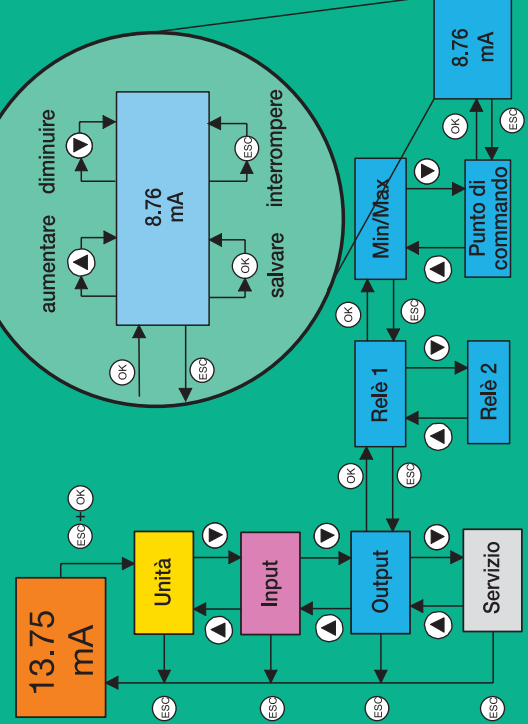 13.75
mA
ESC
+
OK
Unità
Input
Output
Servizio
ESC
ESC
ESC
ESC
OK
ESC
Relè 1
Relè 2
OK
ESC
Min/Max
Punto di
commando
OK
ESC
8.76
mA
aumentare
diminuire
OK
ESC
8.76
mA
OK
salvare
ESC
interrompere